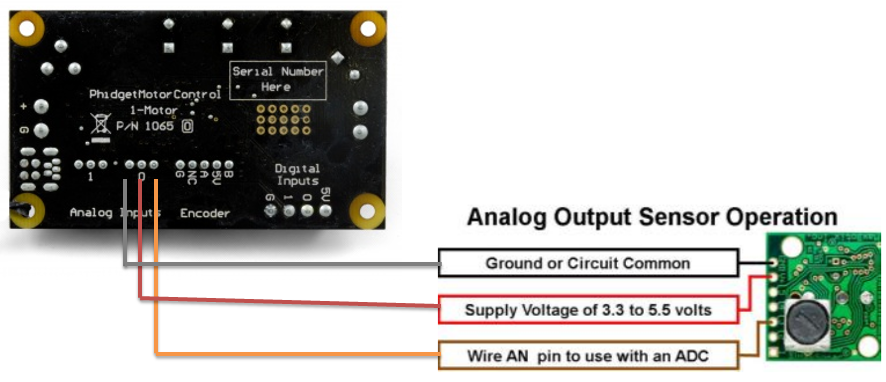 Serial Number
Here
PhidgetMotorControl
1-Motor
P/N 1065 0
+
G
1
0
G
NC
A
5V
B
Digital
Inputs
G
1
0
5V
Analog Inputs
Encoder
Analog Output Sensor Operation
Ground or Circuit Common
Supply Voltage of 3.3 to 5.5 volts
Wire AN pin to use with an ADC